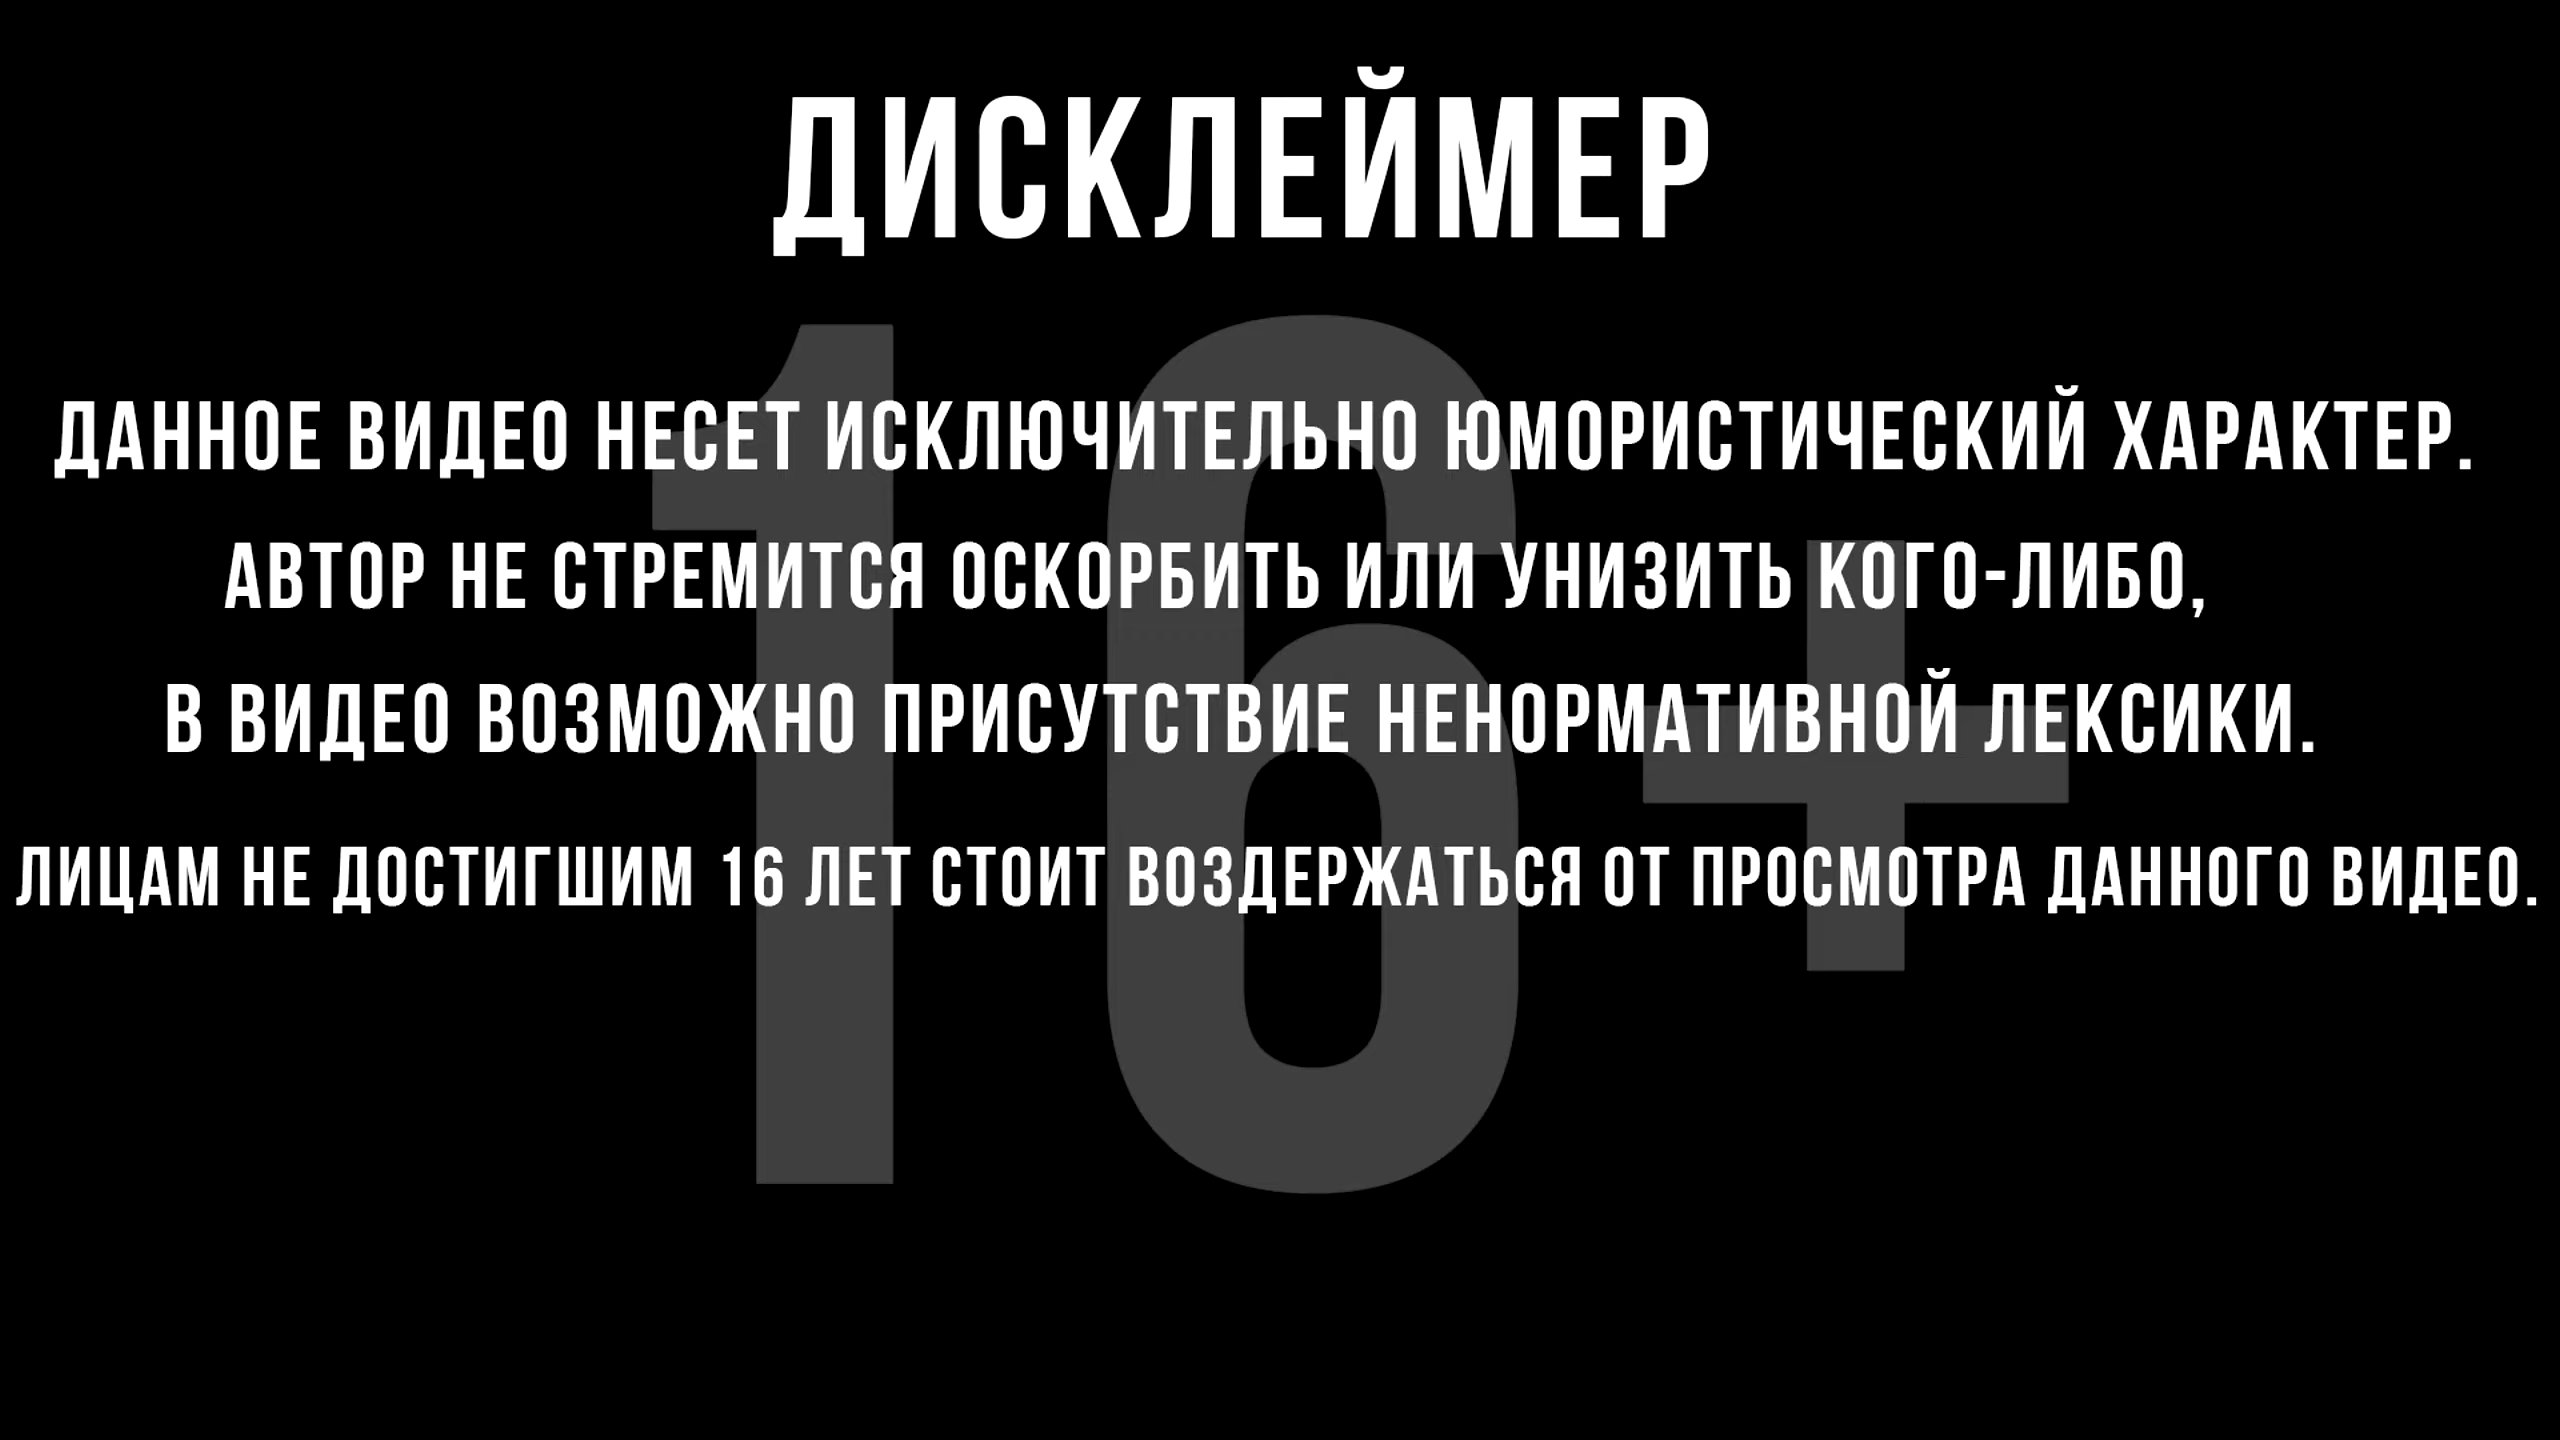 ДИСКЛЕЙМЕР
ДАННОЕ ВИДЕО НЕСЕТ ИСКЛЮЧИТЕЛЬНО ЮМОРИСТИЧЕСКИЙ ХАРАКТЕР.
АВТОР НЕ СТРЕМИТСЯ ОСКОРБИТЬ ИЛИ УНИЗИТЬ КОГО-ЛИБО,
В ВИДЕО ВОЗМОЖНО ПРИСУТСТВИЕ НЕНОРМАТИВНОЙ ЛЕКСИКИ.
ЛИЦАМ НЕ ДОСТИГШИМ 16 ЛЕТ СТОИТ ВОЗДЕРЖАТЬСЯ ОТ ПРОСМОТРА ДАННОГО ВИДЕО.
16+